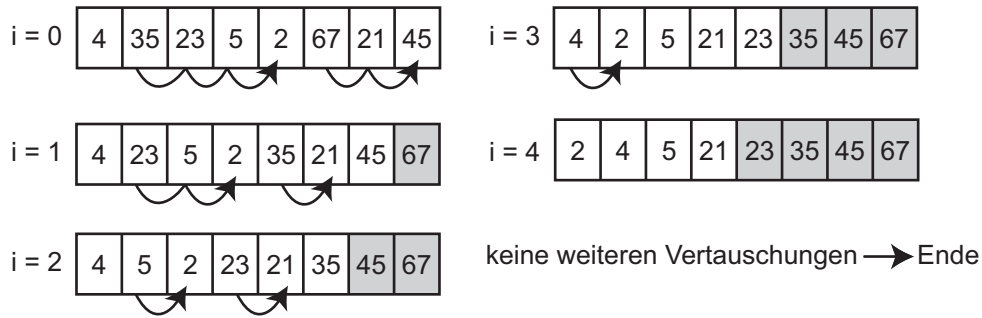 i = 0 4 35 23 5 2 67 21 45
i = 1 4 23 5 2 35 21 45 67
i = 2 4 5 2 23 21 35 45 67
i = 3 4 2 5 21 23 35 45 67
i = 4 2 4 5 21 23 35 45 67
keine weiteren Vertauschungen Ende